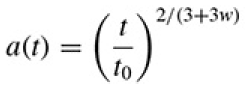 a(t) = (t/t₀)^{2/(3+3w)}